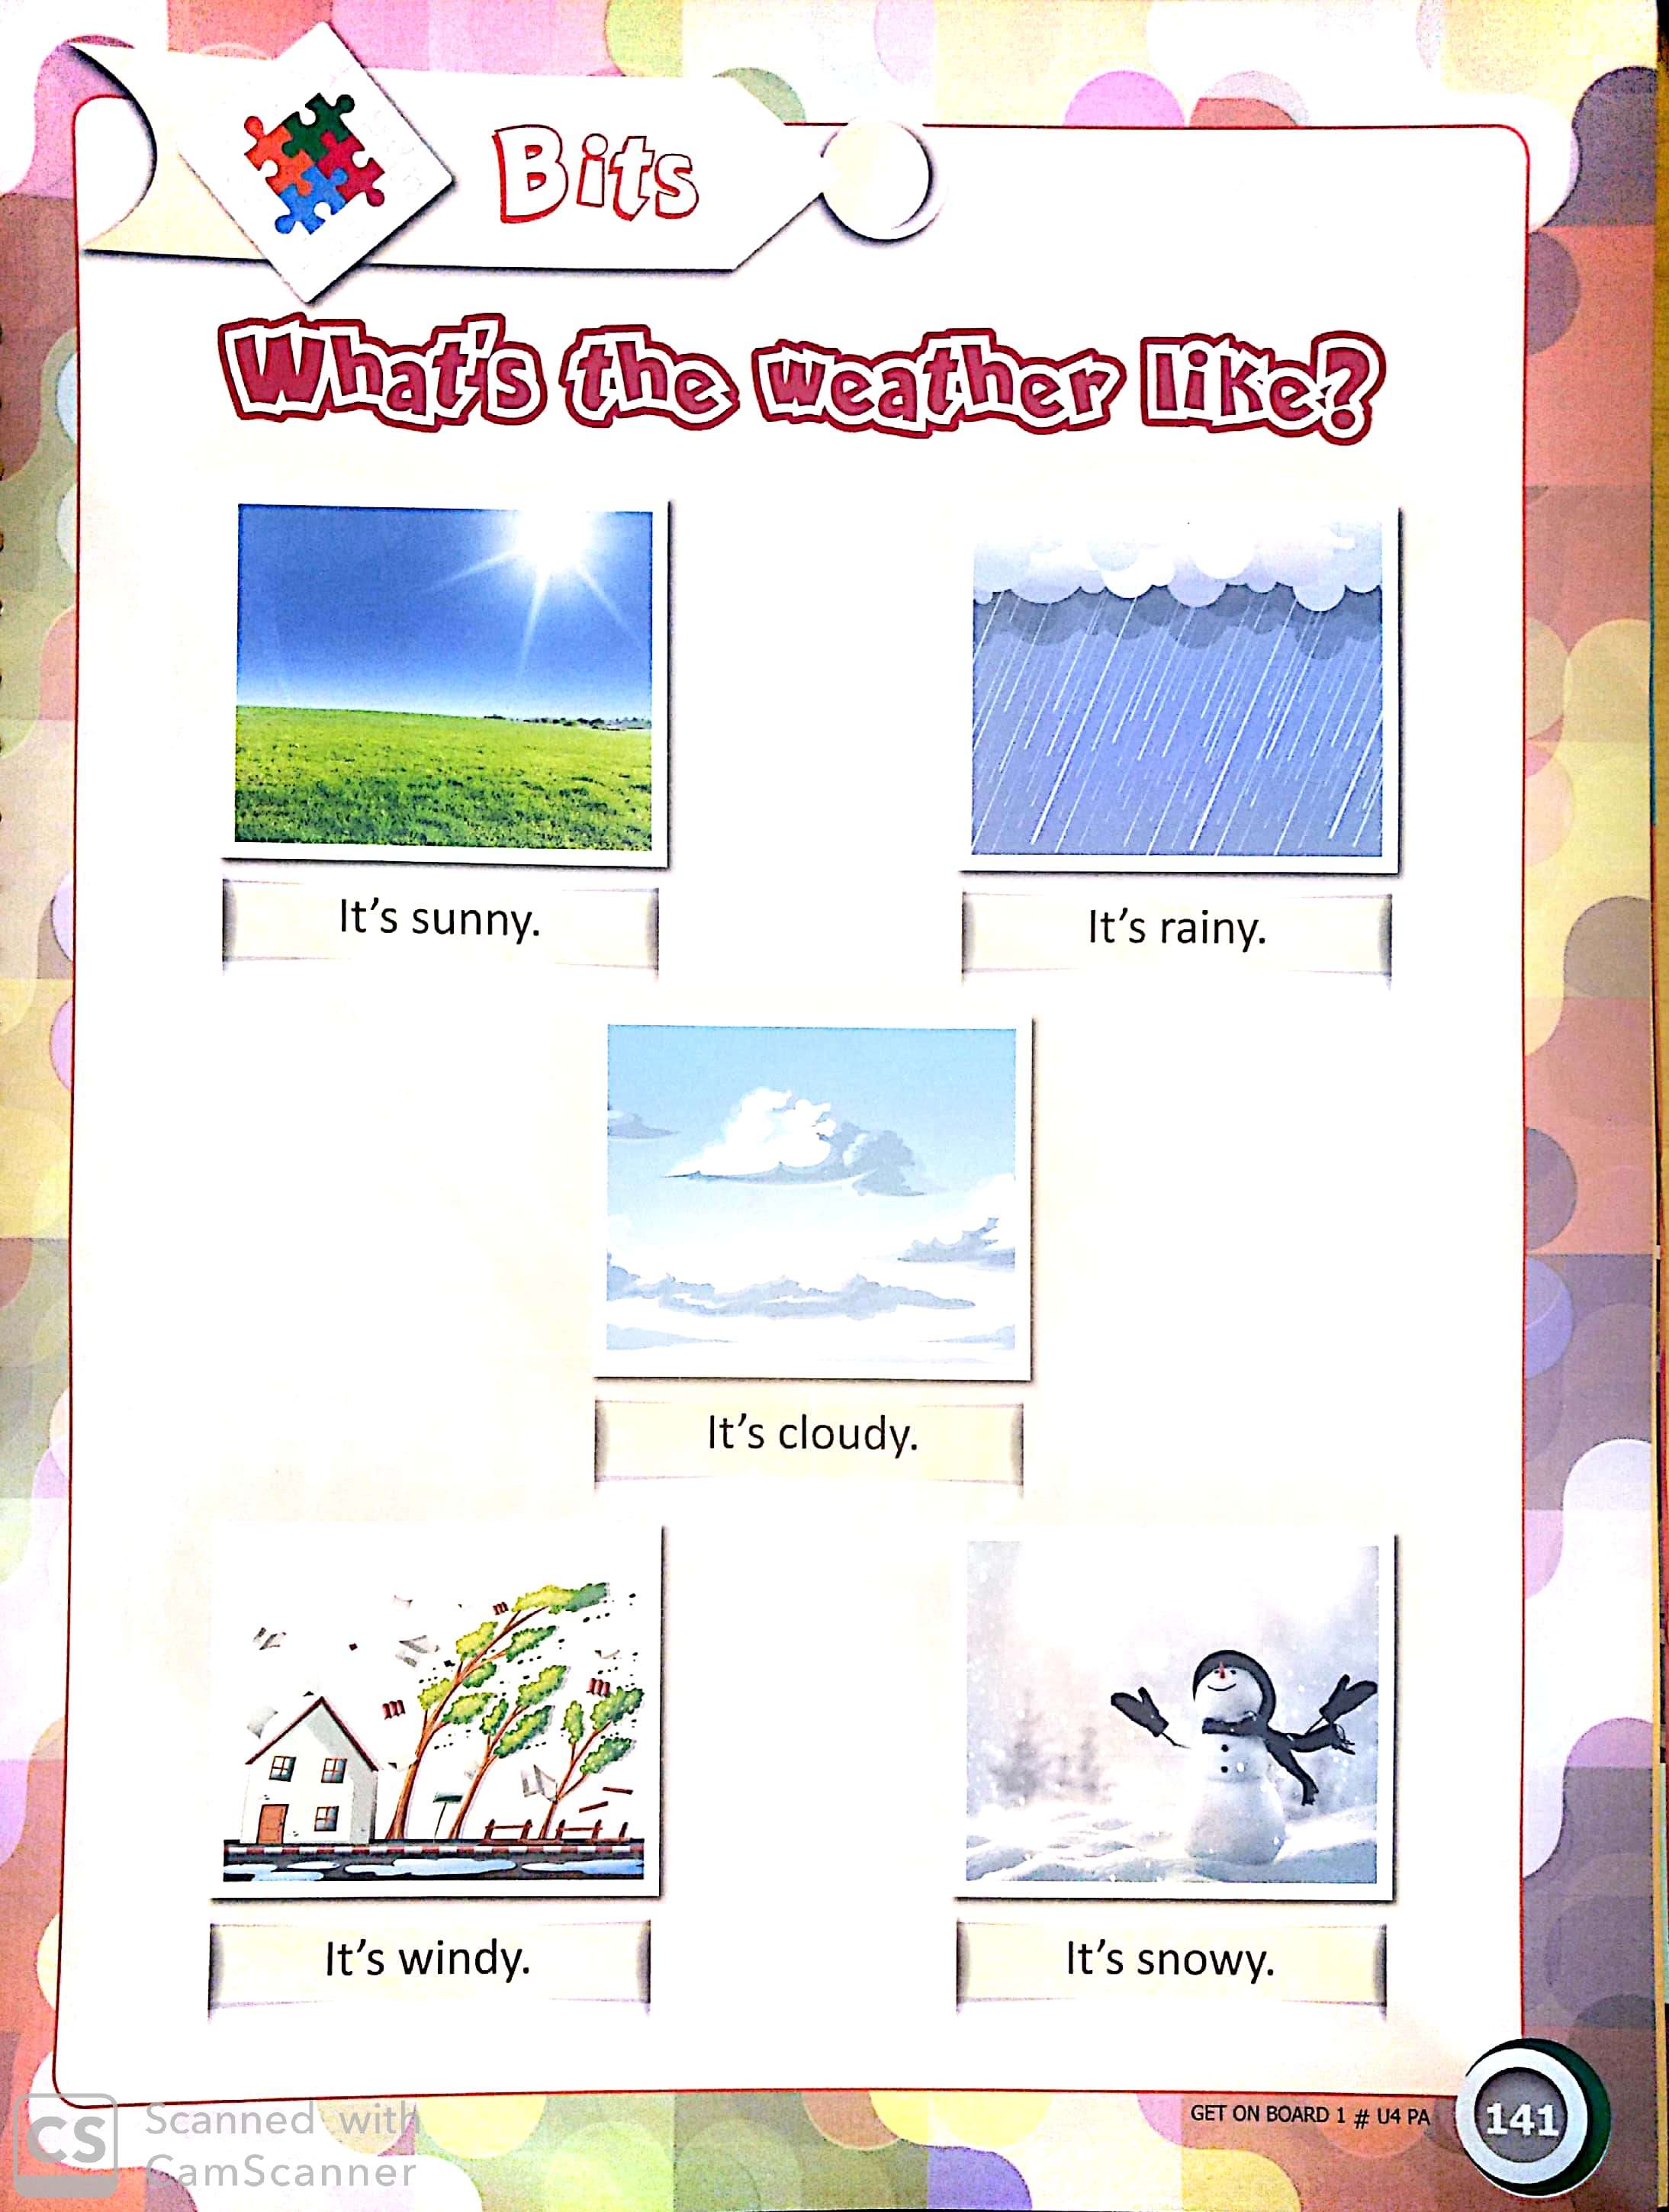 Bits
What's the weather like?
It's sunny.
It's rainy.
It's cloudy.
It's windy.
It's snowy.
GET ON BOARD 1 # U4 PA
141
CS
Scanned with
CamScanner